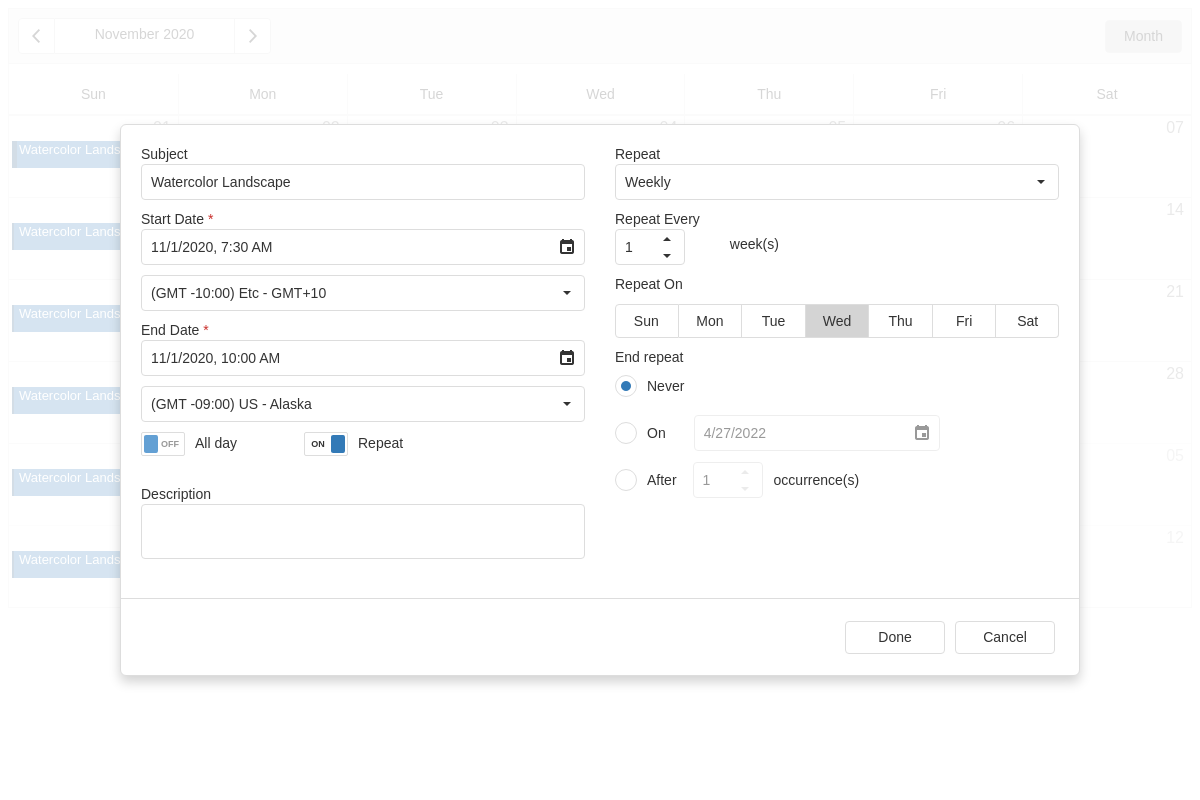 November 2020
Month
Sun Mon Tue Wed Thu Fri Sat
07
Watercolor Lands
14
Watercolor Lands
21
Watercolor Lands
28
Watercolor Lands
05
Watercolor Lands
12
Watercolor Lands
Subject
Watercolor Landscape
Start Date *
11/1/2020, 7:30 AM
(GMT -10:00) Etc - GMT+10
End Date *
11/1/2020, 10:00 AM
(GMT -09:00) US - Alaska
OFF All day ON Repeat
Description
Repeat
Weekly
Repeat Every
1 week(s)
Repeat On
Sun Mon Tue Wed Thu Fri Sat
End repeat
Never
On 4/27/2022
After 1 occurrence(s)
Done Cancel